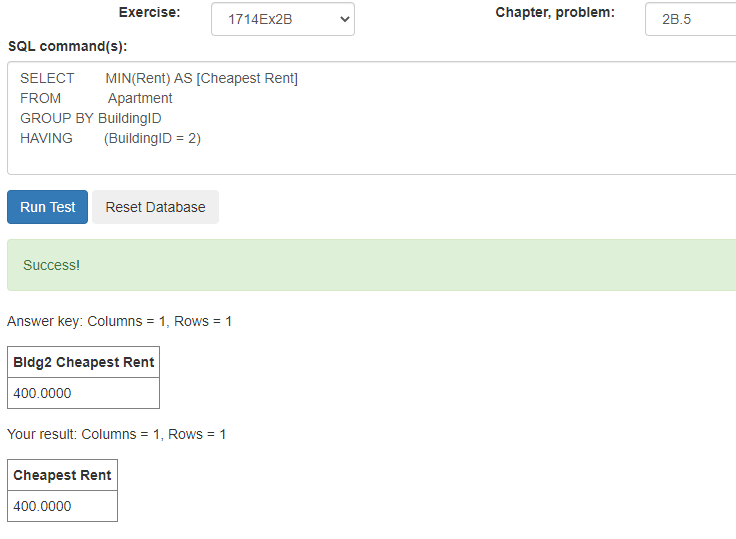 Exercise: 1714Ex2B Chapter, problem: 2B.5
SQL command(s):
SELECT MIN(Rent) AS [Cheapest Rent]
FROM Apartment
GROUP BY BuildingID
HAVING (BuildingID = 2)
Run Test Reset Database
Success!
Answer key: Columns = 1, Rows = 1
Bldg2 Cheapest Rent
400.0000
Your result: Columns = 1, Rows = 1
Cheapest Rent
400.0000